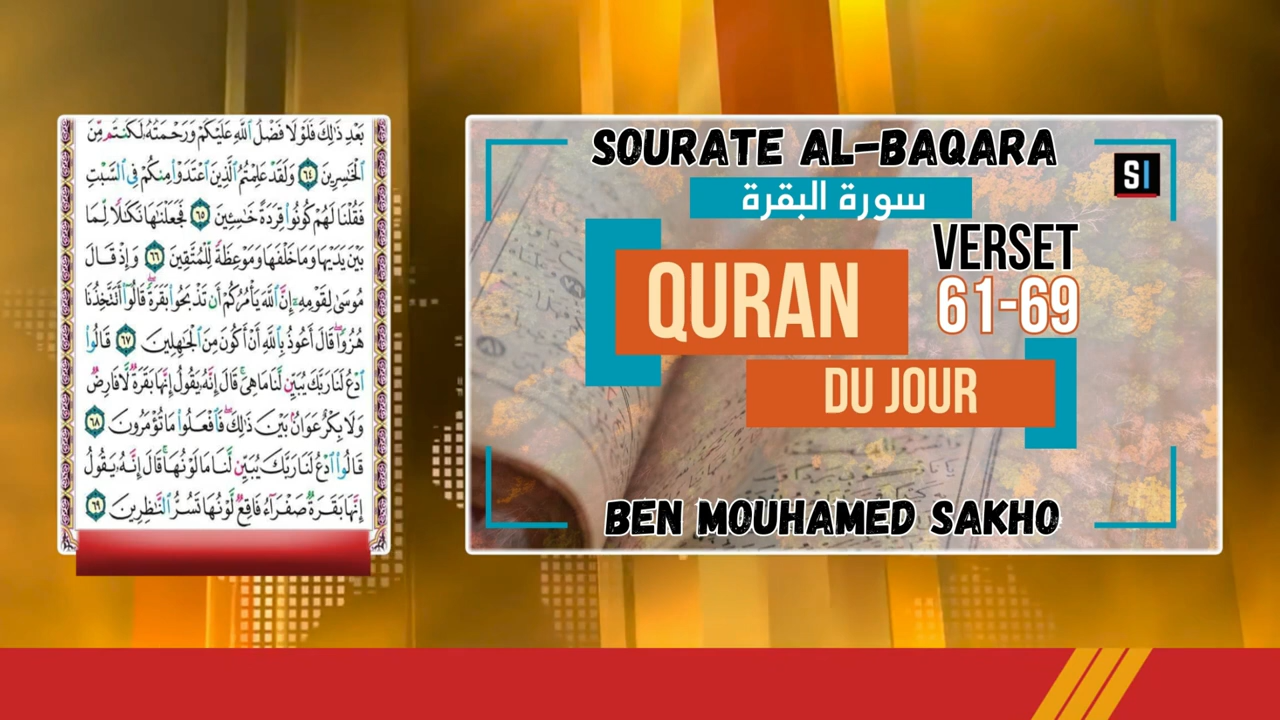 بَعْدِ ذَٰلِكَ فَلَوْلَا فَضْلُ ٱللَّهِ عَلَيْكُمْ وَرَحْمَتُهُۥ لَكُنتُم مِّنَ
ٱلْخَٰسِرِينَ ٦٤ وَلَقَدْ عَلِمْتُمُ ٱلَّذِينَ ٱعْتَدَوْا۟ مِنكُمْ فِى ٱلسَّبْتِ
فَقُلْنَا لَهُمْ كُونُوا۟ قِرَدَةً خَٰسِـِٔينَ ٦٥ فَجَعَلْنَٰهَا نَكَٰلًا لِّمَا
بَيْنَ يَدَيْهَا وَمَا خَلْفَهَا وَمَوْعِظَةً لِّلْمُتَّقِينَ ٦٦ وَإِذْ قَالَ
مُوسَىٰ لِقَوْمِهِۦٓ إِنَّ ٱللَّهَ يَأْمُرُكُمْ أَن تَذْبَحُوا۟ بَقَرَةً ۖ قَالُوٓا۟ أَتَتَّخِذُنَا
هُزُوًا ۖ قَالَ أَعُوذُ بِٱللَّهِ أَنْ أَكُونَ مِنَ ٱلْجَٰهِلِينَ ٦٧ قَالُوا۟
ٱدْعُ لَنَا رَبَّكَ يُبَيِّن لَّنَا مَا هِىَ ۚ قَالَ إِنَّهُۥ يَقُولُ إِنَّهَا بَقَرَةٌ لَّا فَارِضٌ
وَلَا بِكْرٌ عَوَانٌۢ بَيْنَ ذَٰلِكَ ۖ فَٱفْعَلُوا۟ مَا تُؤْمَرُونَ ٦٨
قَالُوا۟ ٱدْعُ لَنَا رَبَّكَ يُبَيِّن لَّنَا مَا لَوْنُهَا ۚ قَالَ إِنَّهُۥ يَقُولُ
إِنَّهَا بَقَرَةٌ صَفْرَآءُ فَاقِعٌ لَّوْنُهَا تَسُرُّ ٱلنَّٰظِرِينَ ٦٩
SOURATE AL-BAQARA
SI
سورة البقرة
VERSET
61-69
QURAN
DU JOUR
BEN MOUHAMED SAKHO